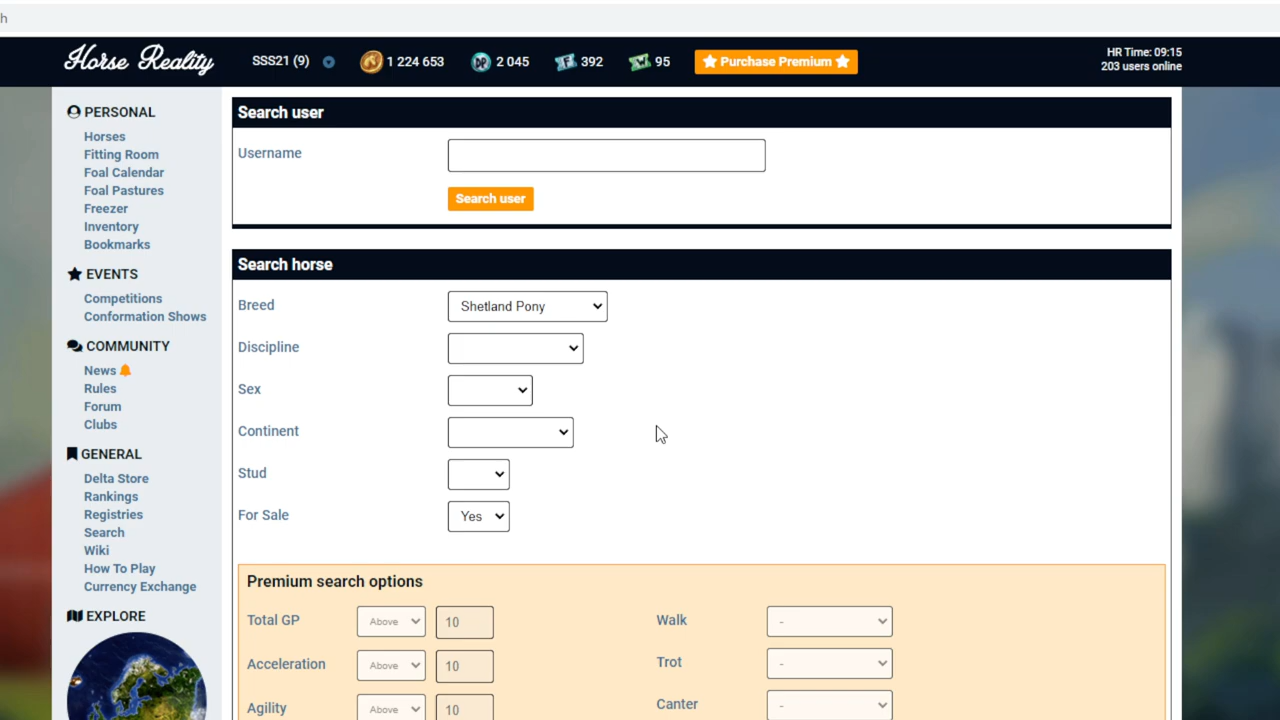 h
Horse Reality
SSS21 (9)
1 224 653
2 045
392
95
Purchase Premium
HR Time: 09:15
203 users online
PERSONAL
Horses
Fitting Room
Foal Calendar
Foal Pastures
Freezer
Inventory
Bookmarks
EVENTS
Competitions
Conformation Shows
COMMUNITY
News
Rules
Forum
Clubs
GENERAL
Delta Store
Rankings
Registries
Search
Wiki
How To Play
Currency Exchange
EXPLORE
Search user
Username
Search user
Search horse
Breed
Shetland Pony
Discipline
Sex
Continent
Stud
For Sale
Yes
Premium search options
Total GP
Above
10
Walk
-
Acceleration
Above
10
Trot
-
Agility
Above
10
Canter
-